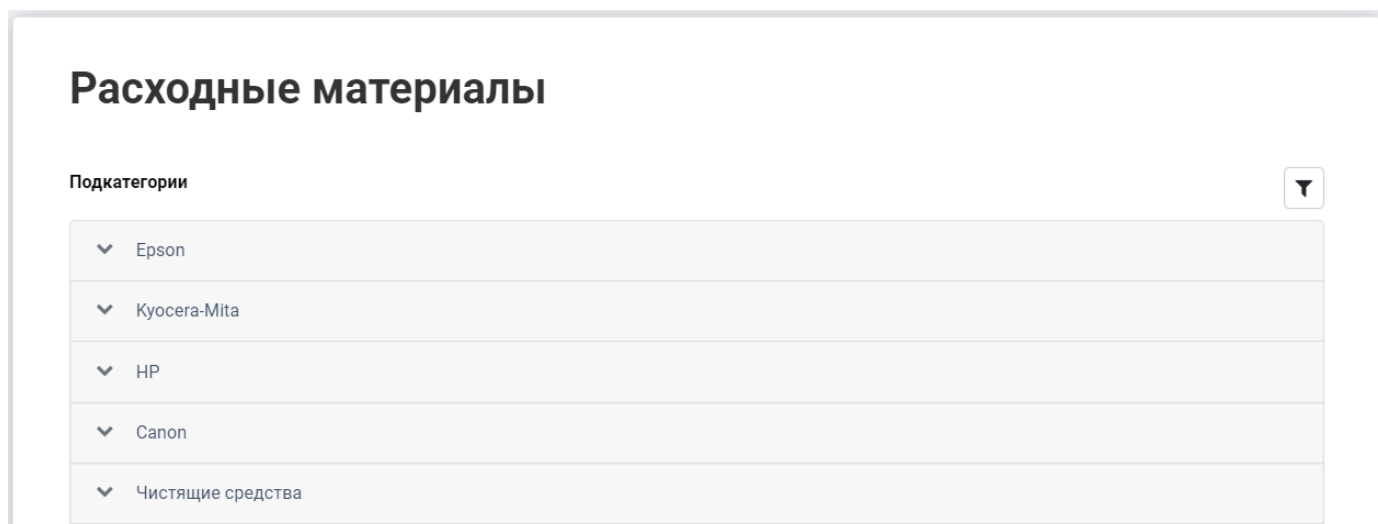 Расходные материалы
Подкатегории
Epson
Kyocera-Mita
HP
Canon
Чистящие средства